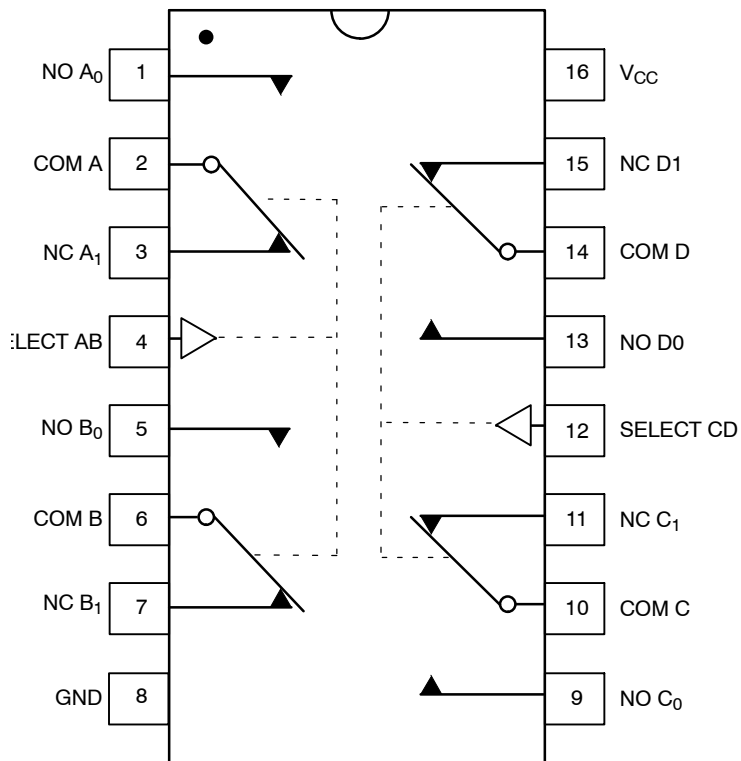 NO A0 1
COM A 2
NC A1 3
ELECT AB 4
NO B0 5
COM B 6
NC B1 7
GND 8
16 VCC
15 NC D1
14 COM D
13 NO D0
12 SELECT CD
11 NC C1
10 COM C
9 NO C0